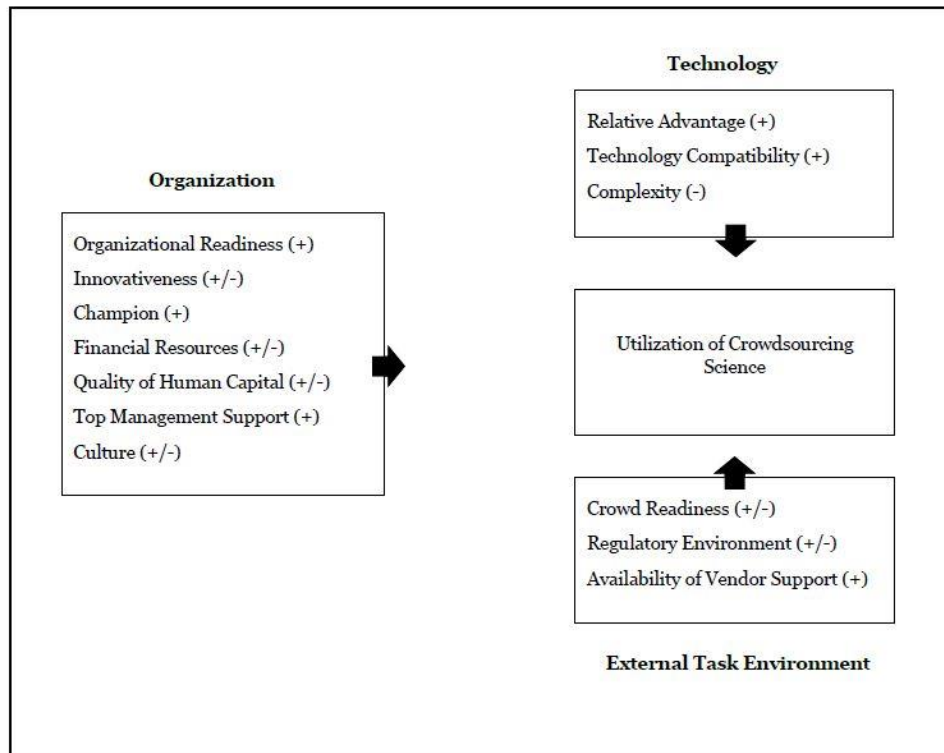 Technology
Relative Advantage (+)
Technology Compatibility (+)
Complexity (-)
Organization
Organizational Readiness (+)
Innovativeness (+/-)
Champion (+)
Financial Resources (+/-)
Quality of Human Capital (+/-)
Top Management Support (+)
Culture (+/-)
Utilization of Crowdsourcing
Science
Crowd Readiness (+/-)
Regulatory Environment (+/-)
Availability of Vendor Support (+)
External Task Environment